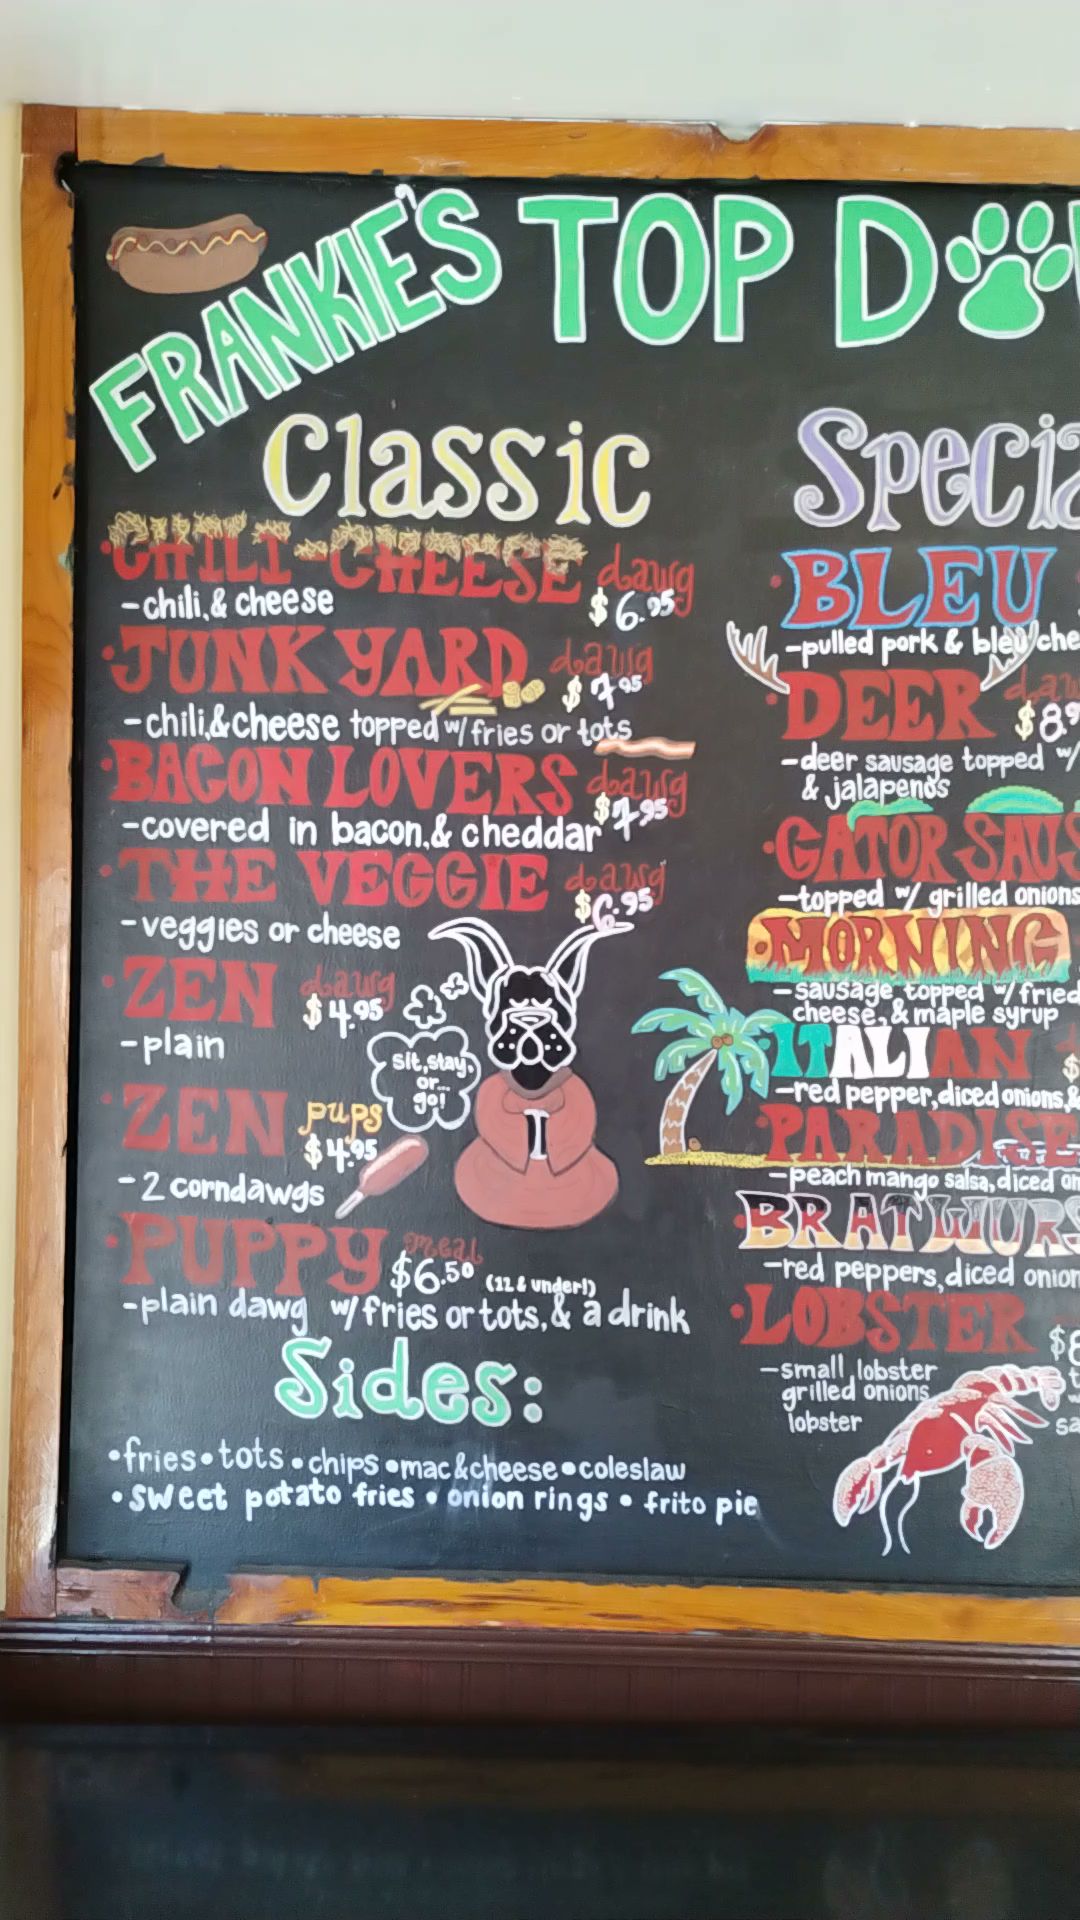 FRANKIE'S TOP D
Classic
•CHILI-CHEESE dawg
-chili,& cheese $6.95
•JUNK YARD dawg
$7.95
-chili,&cheese topped w/ fries or tots
•BACON LOVERS dawg
$7.95
-covered in bacon,& cheddar
•THE VEGGIE dawg
$6.95
-veggies or cheese
•ZEN dawg
$4.95
-plain
sit,stay,
or...
go!
•ZEN pups
$4.95
-2 corndawgs
•PUPPY meal
$6.50 (12 & under!)
-plain dawg w/ fries or tots,& a drink
Sides:
•fries•tots •chips •mac&cheese•coleslaw
•sweet potato fries • onion rings • frito pie
•BLEU
-pulled pork & bleu
•DEER
-deer sausage topped w/
& jalapenos
•GATOR
-topped w/ grilled onions
•MORNING
-sausage topped w/ fried
cheese, & maple syrup
•ITALIAN
-red pepper,diced onions,&
•PARADISE
-peach mango salsa,diced
-red peppers,diced
•LOBSTER
-small lobster
grilled onions
lobster